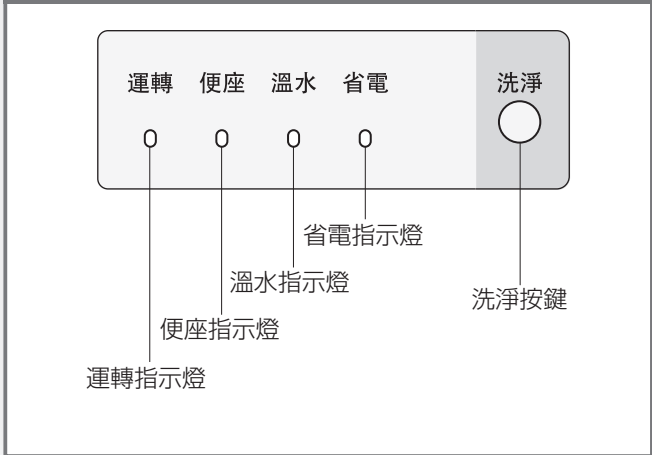 運轉 便座 溫水 省電 洗淨
省電指示燈
溫水指示燈
洗淨按鍵
便座指示燈
運轉指示燈